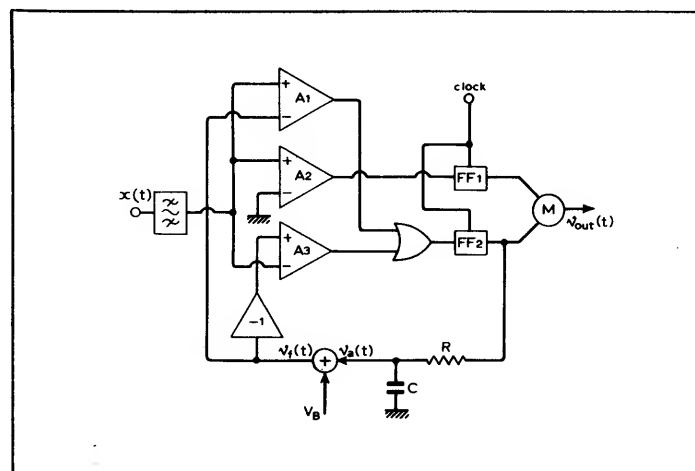 clock
A1
+
−
A2
+
−
FF1
x(t)
M
vout(t)
FF2
A3
+
−
−1
vf(t)
+
va(t)
R
C
VB